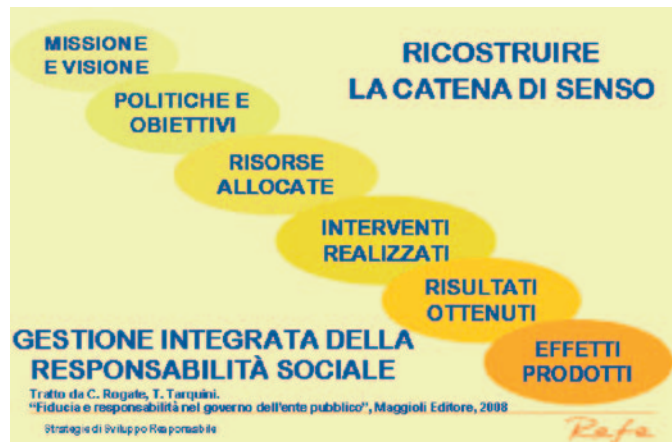 MISSIONE
E VISIONE
RICOSTRUIRE
LA CATENA DI SENSO
POLITICHE E
OBIETTIVI
RISORSE
ALLOCATE
INTERVENTI
REALIZZATI
RISULTATI
OTTENUTI
EFFETTI
PRODOTTI
GESTIONE INTEGRATA DELLA
RESPONSABILITÀ SOCIALE
Tratto da C. Rogate, T. Tarquini.
"Fiducia e responsabilità nel governo dell'ente pubblico", Maggioli Editore, 2008
Strategie di Sviluppo Responsabile
Refe